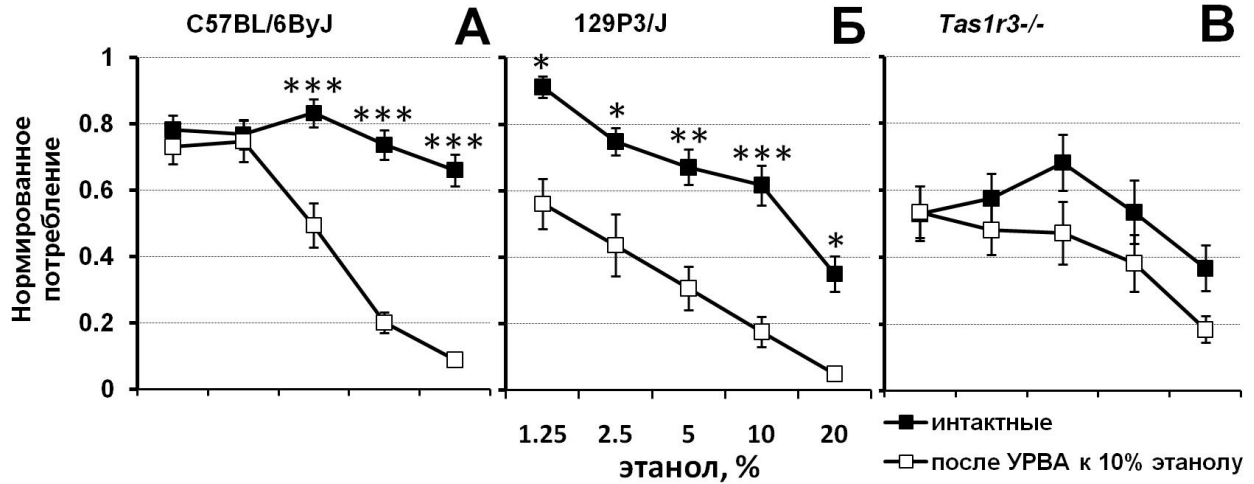 C57BL/6ByJ
А
129P3/J
Б
Tas1r3-/-
В
Нормированное
потребление
1
0.8
0.6
0.4
0.2
0
***
***
***
*
*
**
***
*
1.25 2.5 5 10 20
этанол, %
интактные
после УРВА к 10% этанолу